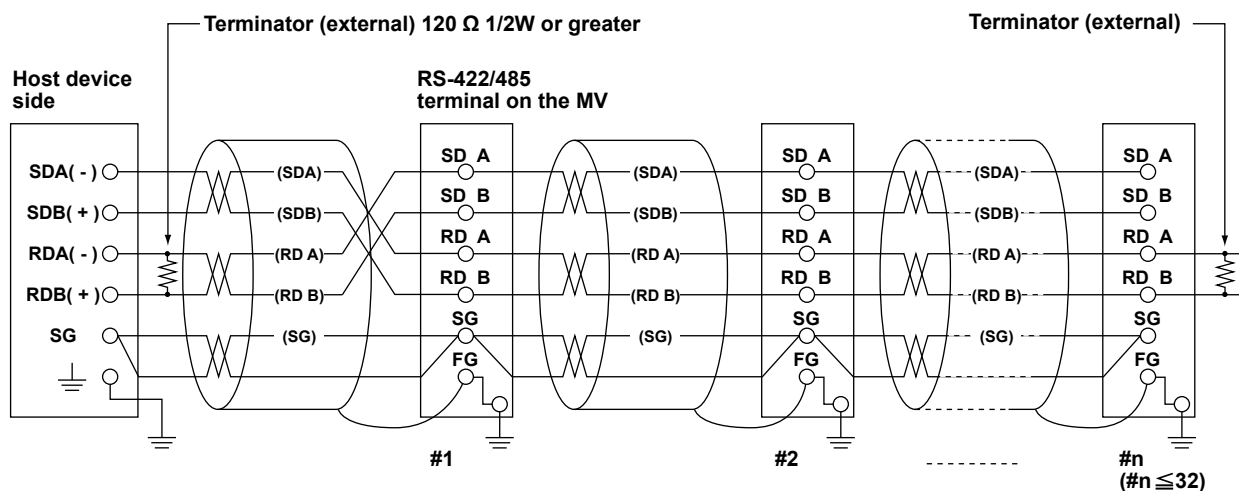 Terminator (external) 120 Ω 1/2W or greater
Terminator (external)
Host device
side
RS-422/485
terminal on the MV
SDA( - )
SDB( + )
RDA( - )
RDB( + )
SG
(SDA)
(SDB)
(RD A)
(RD B)
(SG)
SD A
SD B
RD A
RD B
SG
FG
(SDA)
(SDB)
(RD A)
(RD B)
(SG)
SD A
SD B
RD A
RD B
SG
FG
(SDA)
(SDB)
(RD A)
(RD B)
(SG)
SD A
SD B
RD A
RD B
SG
FG
#1
#2
#n
(#n ≦32)